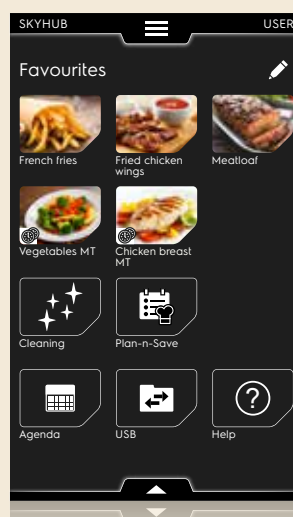 SKYHUB USER
Favourites
French fries
Fried chicken
wings
Meatloaf
Vegetables MT
Chicken breast
MT
Cleaning
Plan-n-Save
Agenda
USB
?
Help